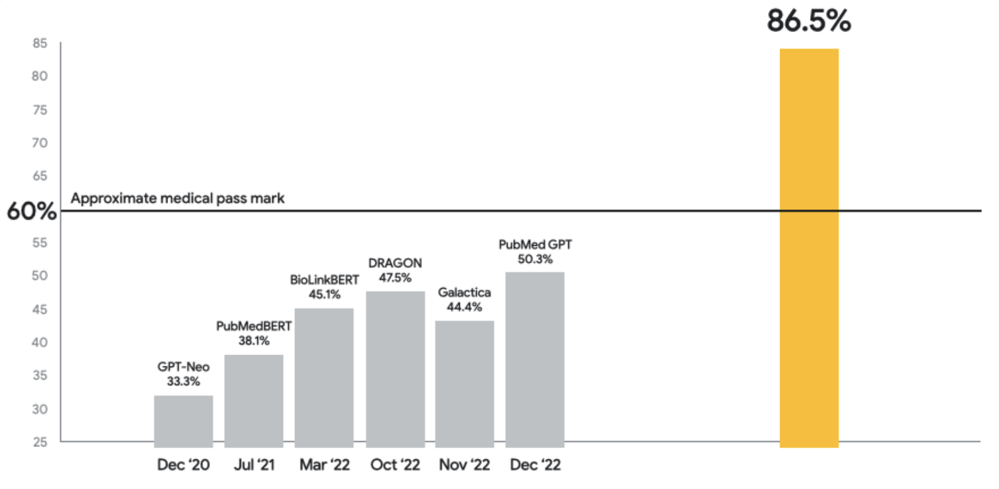 86.5%
85
80
75
70
65
Approximate medical pass mark
60%
55
PubMed GPT
50.3%
DRAGON
47.5%
50
BioLinkBERT
45.1%
Galactica
44.4%
45
PubMedBERT
38.1%
40
GPT-Neo
33.3%
35
30
25
Dec ‘20 Jul ‘21 Mar ‘22 Oct ‘22 Nov ‘22 Dec ‘22